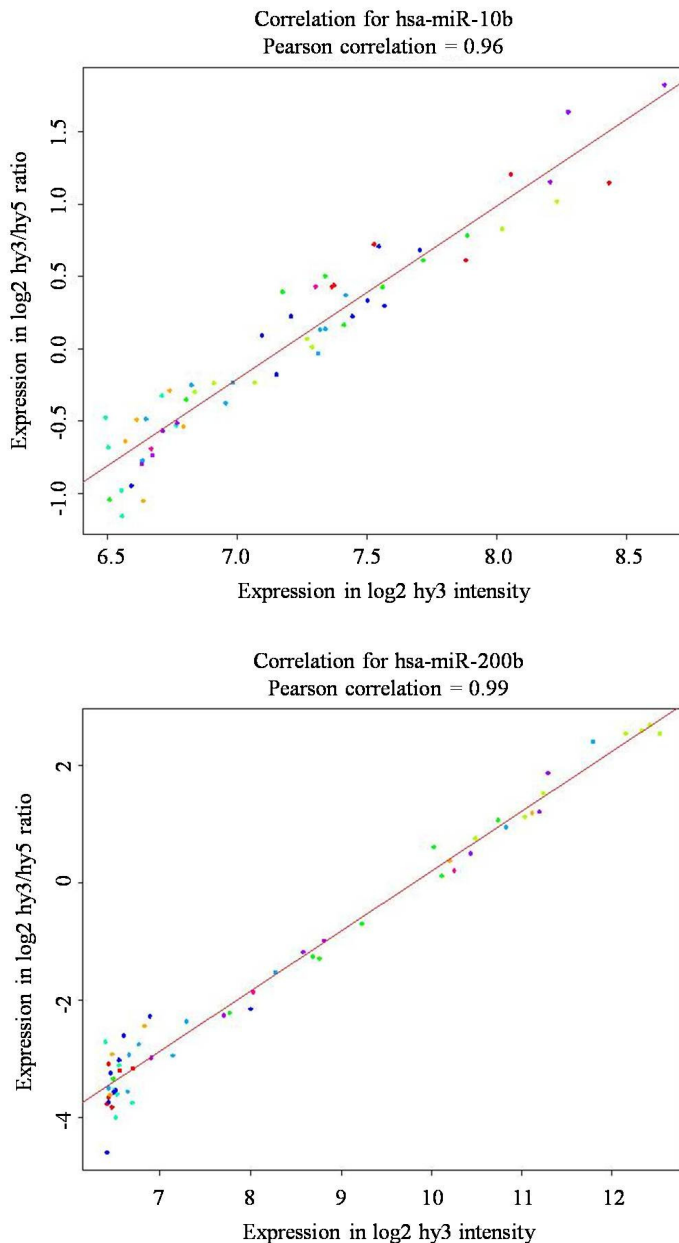 Correlation for hsa-miR-10b
Pearson correlation = 0.96
Expression in log2 hy3/hy5 ratio
1.5
1.0
0.5
0.0
-0.5
-1.0
6.5 7.0 7.5 8.0 8.5
Expression in log2 hy3 intensity
Correlation for hsa-miR-200b
Pearson correlation = 0.99
Expression in log2 hy3/hy5 ratio
2
0
-2
-4
7 8 9 10 11 12
Expression in log2 hy3 intensity